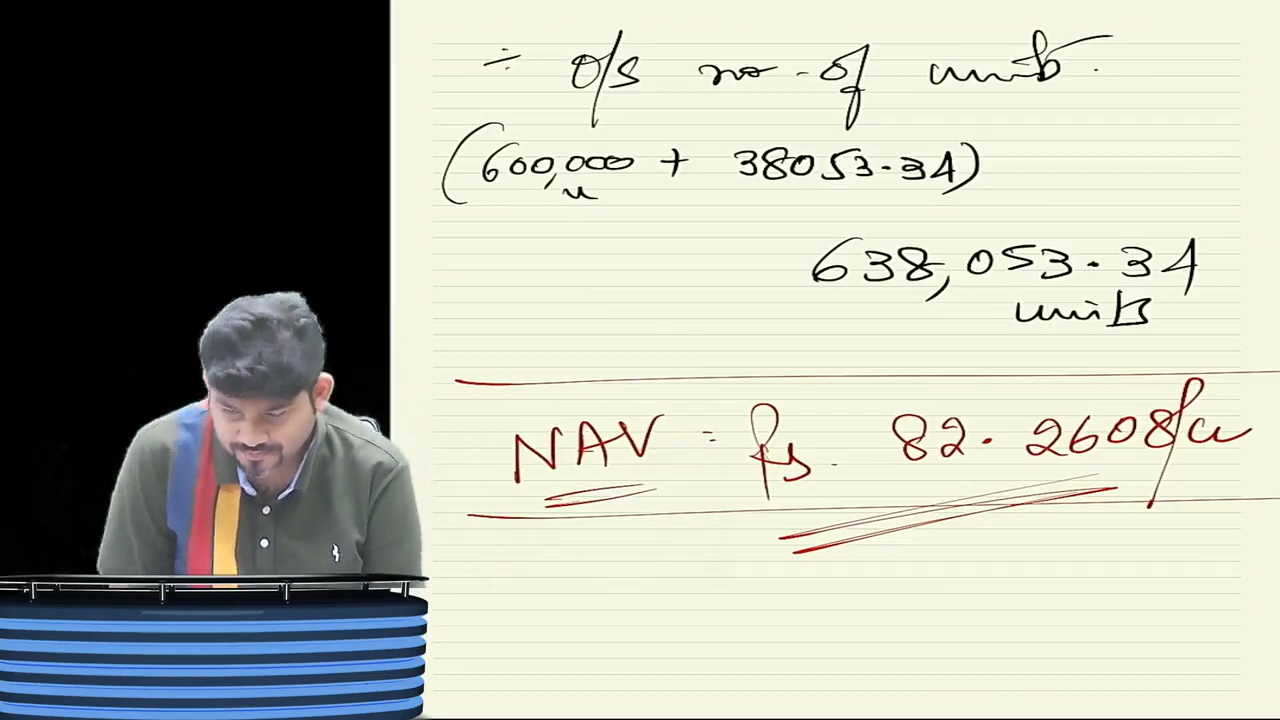 ÷ o/s no. of units.
(600,000 + 38053.34)
u
638,053.34
units
NAV = Rs. 82.2608/u